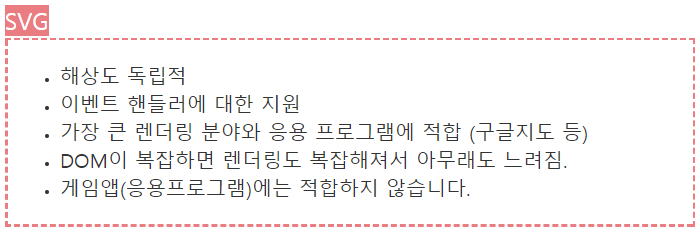 SVG
• 해상도 독립적
• 이벤트 핸들러에 대한 지원
• 가장 큰 렌더링 분야와 응용 프로그램에 적합 (구글지도 등)
• DOM이 복잡하면 렌더링도 복잡해져서 아무래도 느려짐.
• 게임앱(응용프로그램)에는 적합하지 않습니다.